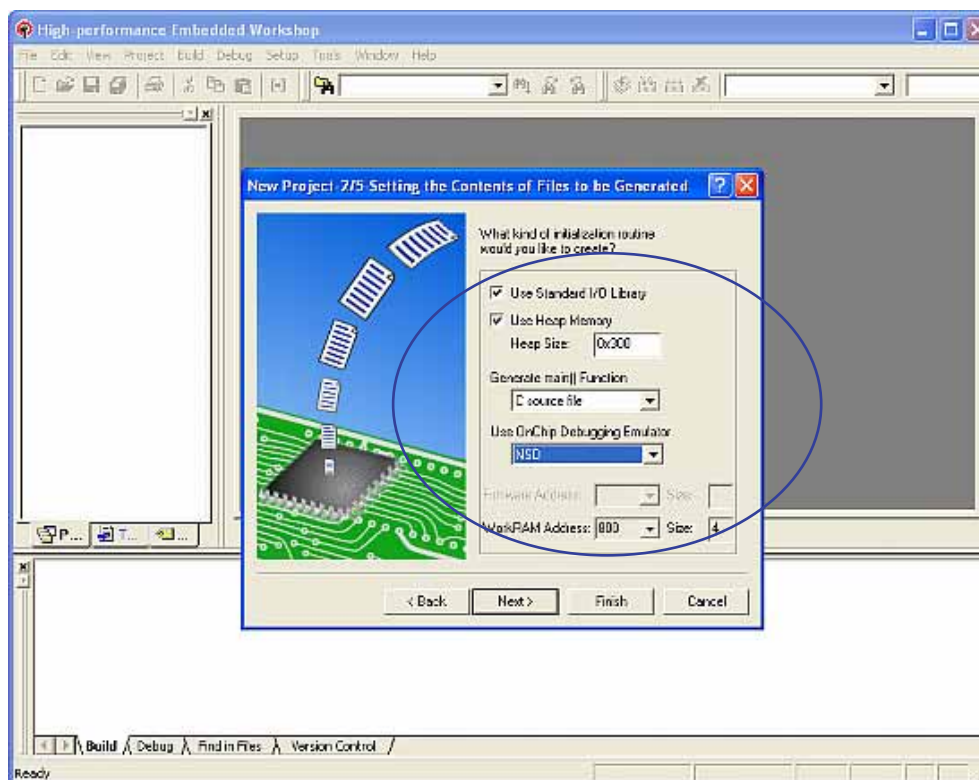 High-performance Embedded Workshop
File Edit View Project Build Debug Setup Tools Window Help
New Project-2/5-Setting the Contents of Files to be Generated
What kind of initialization routine
would you like to create?
Use Standard I/O Library
Use Heap Memory
Heap Size: 0x300
Generate main() Function
C source file
Use OnChip Debugging Emulator
NSD
Firmware Address: Size:
WorkRAM Address: 800 Size: 4
P... T... ...
< Back Next > Finish Cancel
Build Debug Find in Files Version Control
Ready